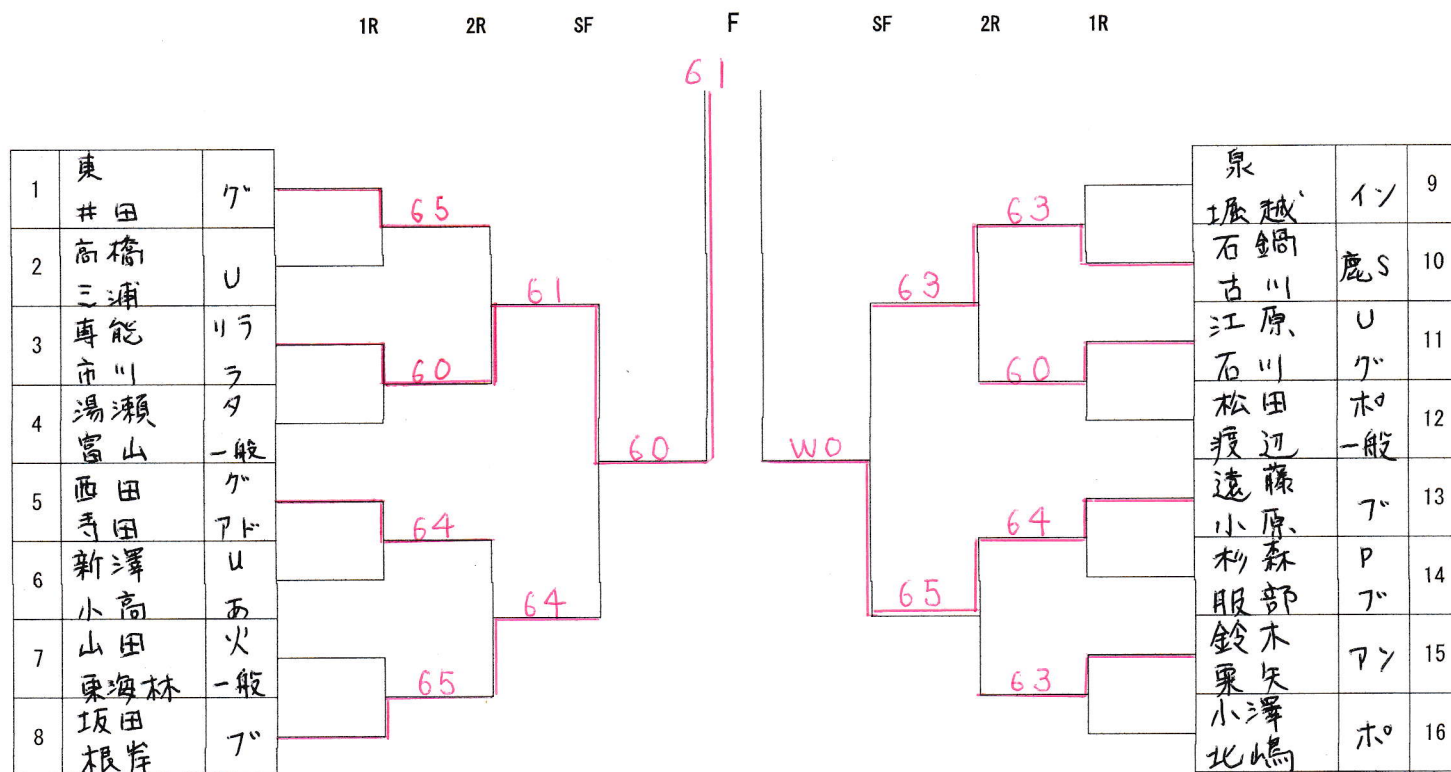 1R 2R SF F SF 2R 1R
61
1 東 井田 グ
2 高橋 三浦 U
3 専能 市川 リラ ラ
4 湯瀬 富山 タ 一般
5 西田 寺田 グ アド
6 新澤 小高 U あ
7 山田 東海林 火 一般
8 坂田 根岸 ブ
65
60
64
65
61
64
60
WO
63
65
63
60
64
63
泉 堀越 イン 9
石鍋 古川 鹿S 10
江原 石川 U グ 11
松田 渡辺 ポ 一般 12
遠藤 小原 ブ 13
杉森 服部 P ブ 14
鈴木 粟矢 アン 15
小澤 北嶋 ポ 16